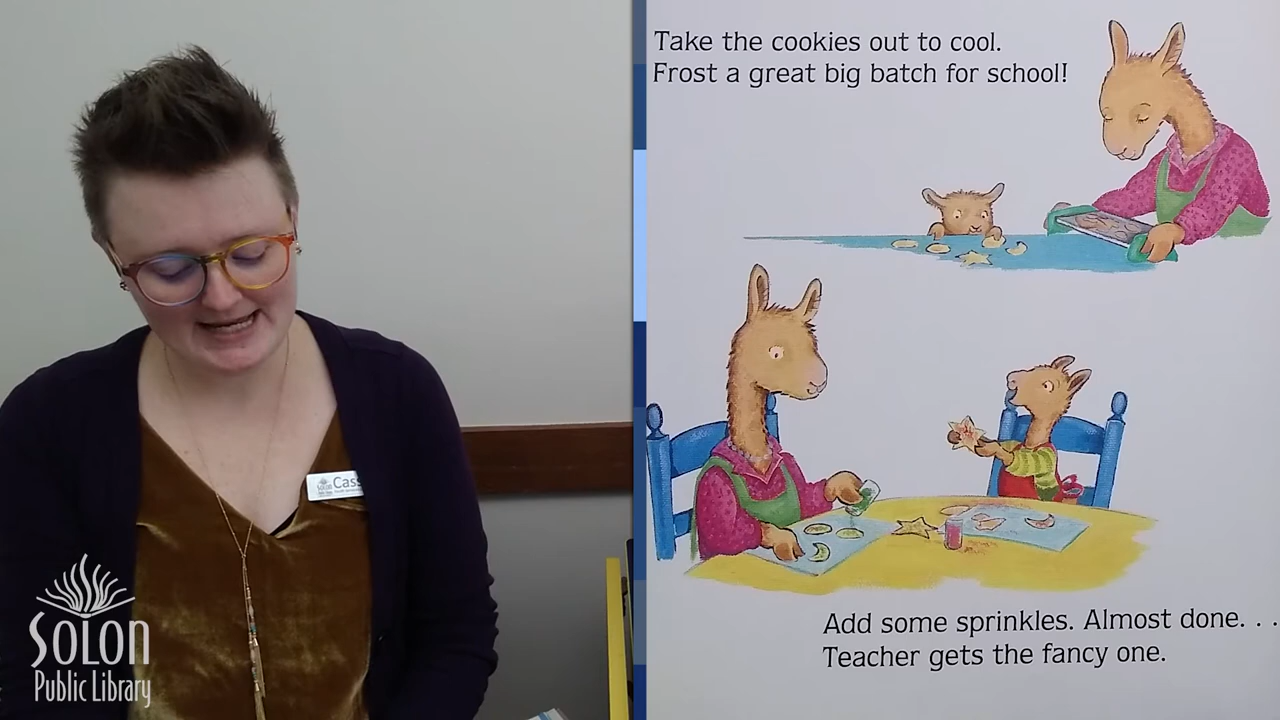 Take the cookies out to cool.
Frost a great big batch for school!
Add some sprinkles. Almost done. . .
Teacher gets the fancy one.
SOLON
Cass
SOLON
Public Library